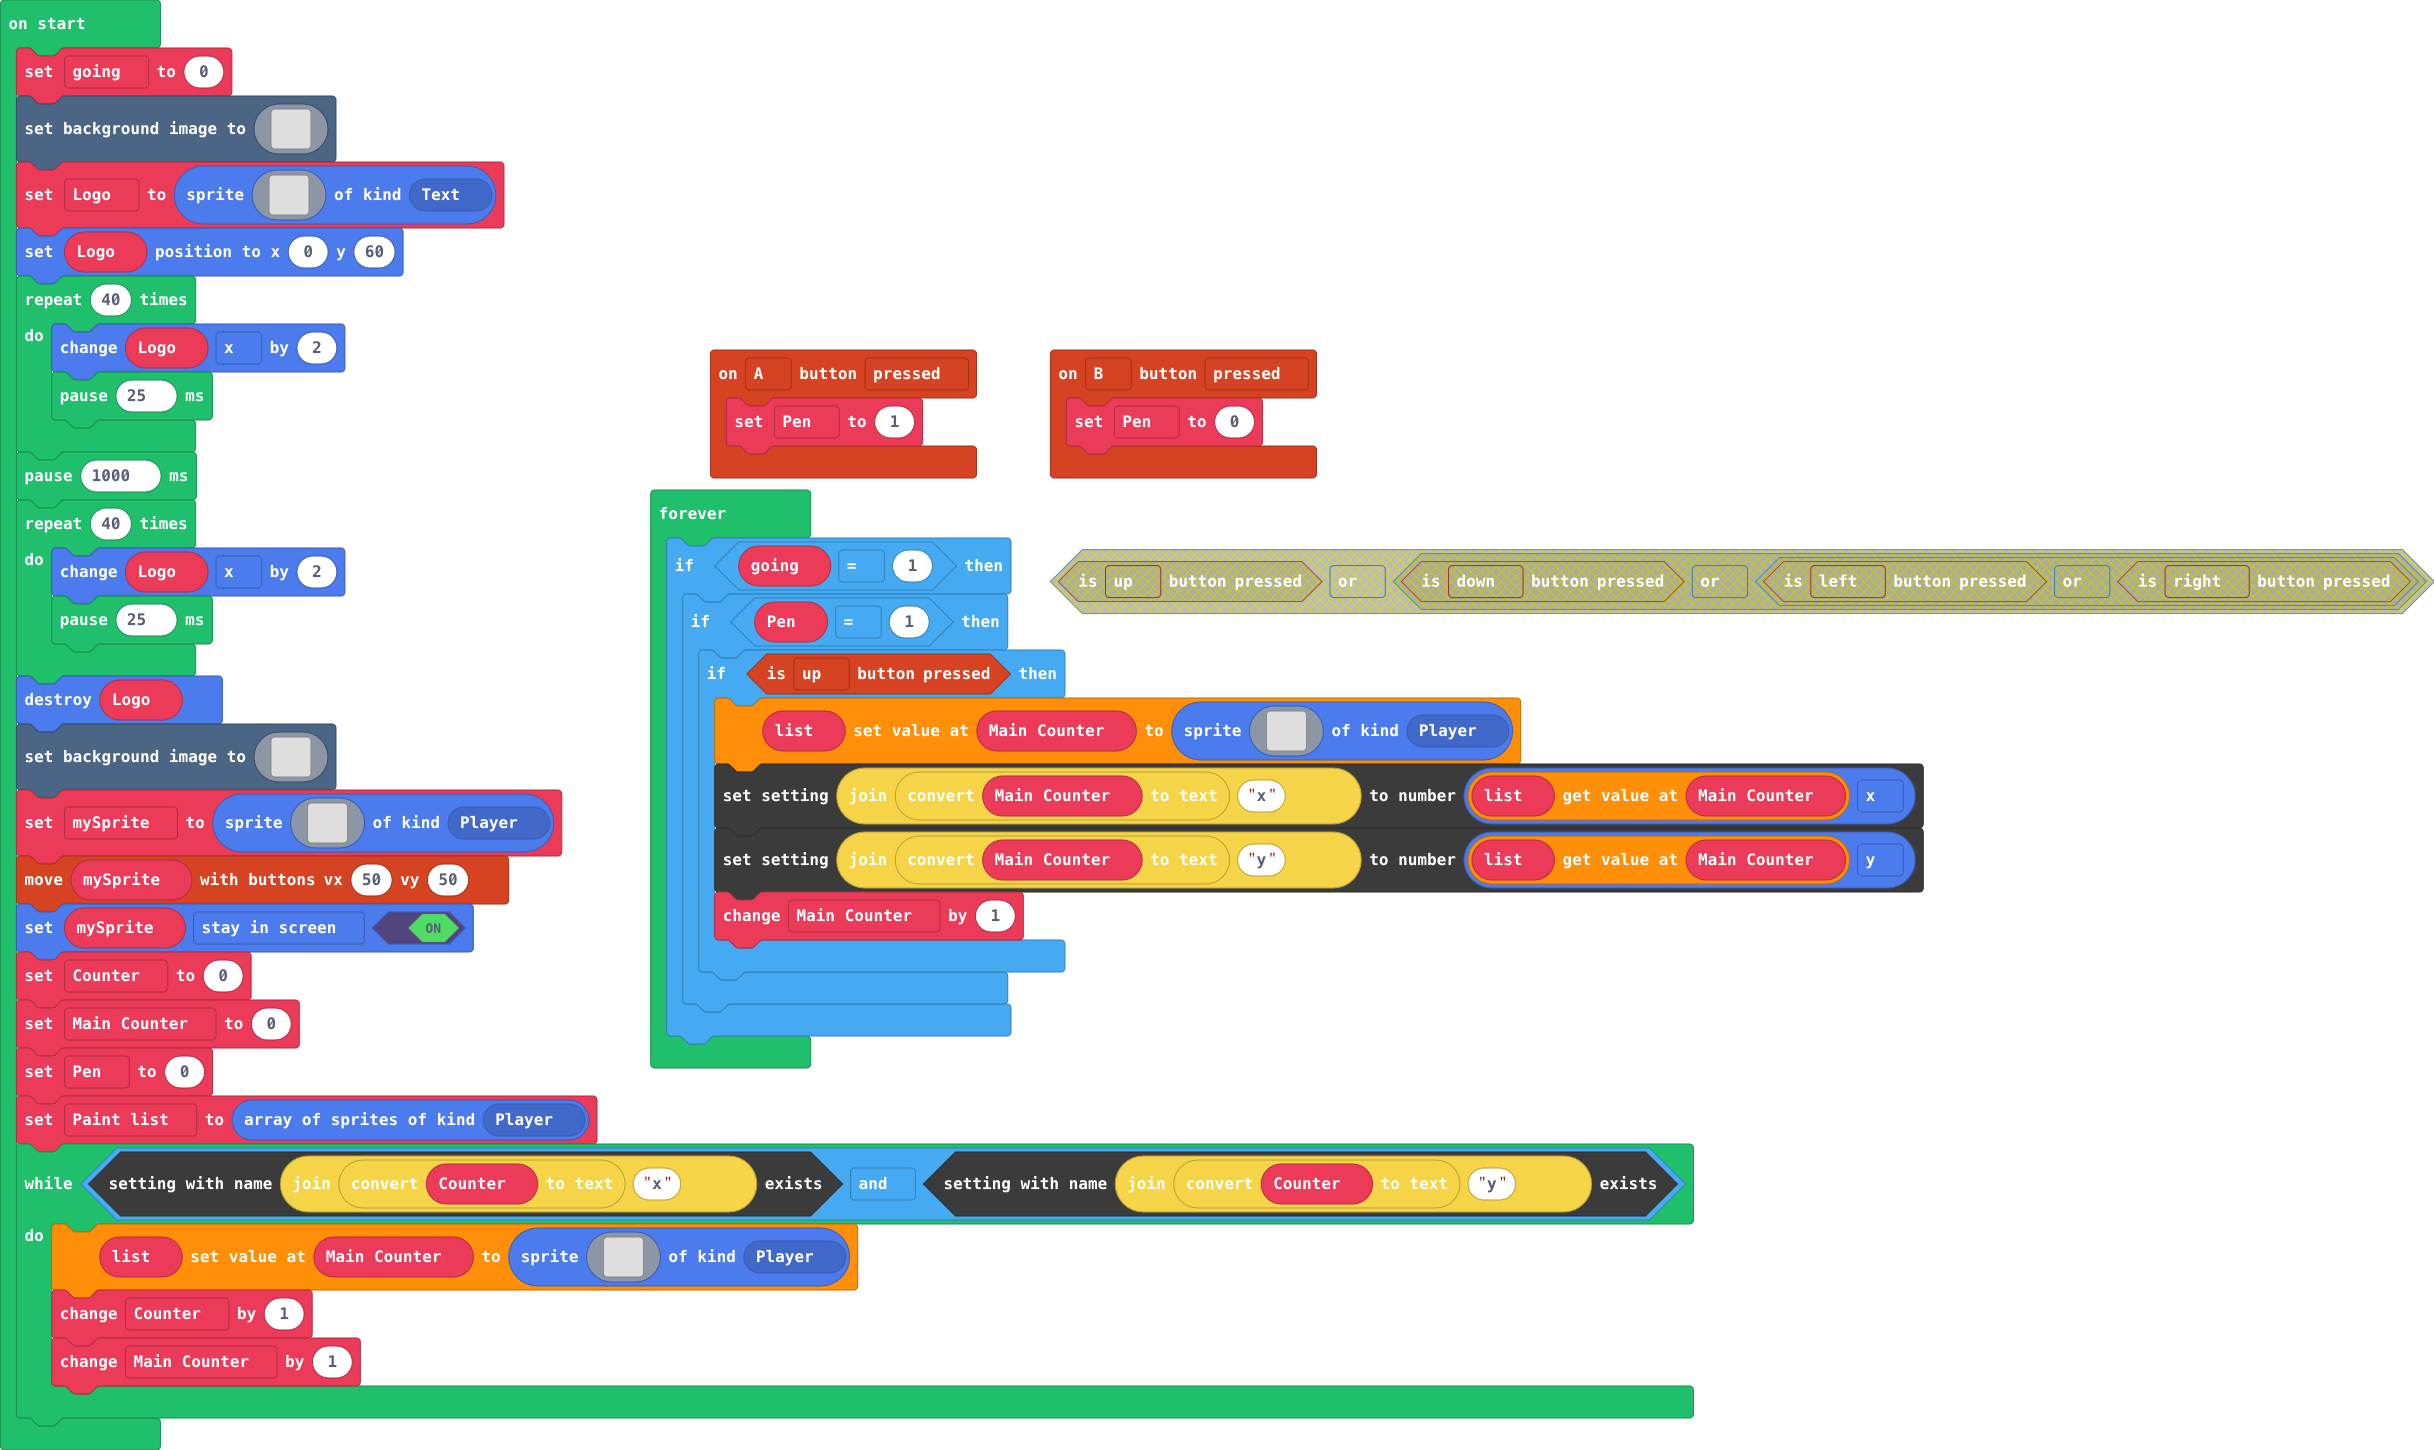 on start
set going to 0
set background image to
set Logo to sprite of kind Text
set Logo position to x 0 y 60
repeat 40 times
do change Logo x by 2
pause 25 ms
pause 1000 ms
repeat 40 times
do change Logo x by 2
pause 25 ms
destroy Logo
set background image to
set mySprite to sprite of kind Player
move mySprite with buttons vx 50 vy 50
set mySprite stay in screen ON
set Counter to 0
set Main Counter to 0
set Pen to 0
set Paint list to array of sprites of kind Player
while setting with name join convert Counter to text "x" exists and setting with name join convert Counter to text "y" exists
do list set value at Main Counter to sprite of kind Player
change Counter by 1
change Main Counter by 1
on A button pressed
set Pen to 1
on B button pressed
set Pen to 0
forever
if going = 1 then
if Pen = 1 then
if is up button pressed then
list set value at Main Counter to sprite of kind Player
set setting join convert Main Counter to text "x" to number list get value at Main Counter x
set setting join convert Main Counter to text "y" to number list get value at Main Counter y
change Main Counter by 1
is up button pressed or is down button pressed or is left button pressed or is right button pressed